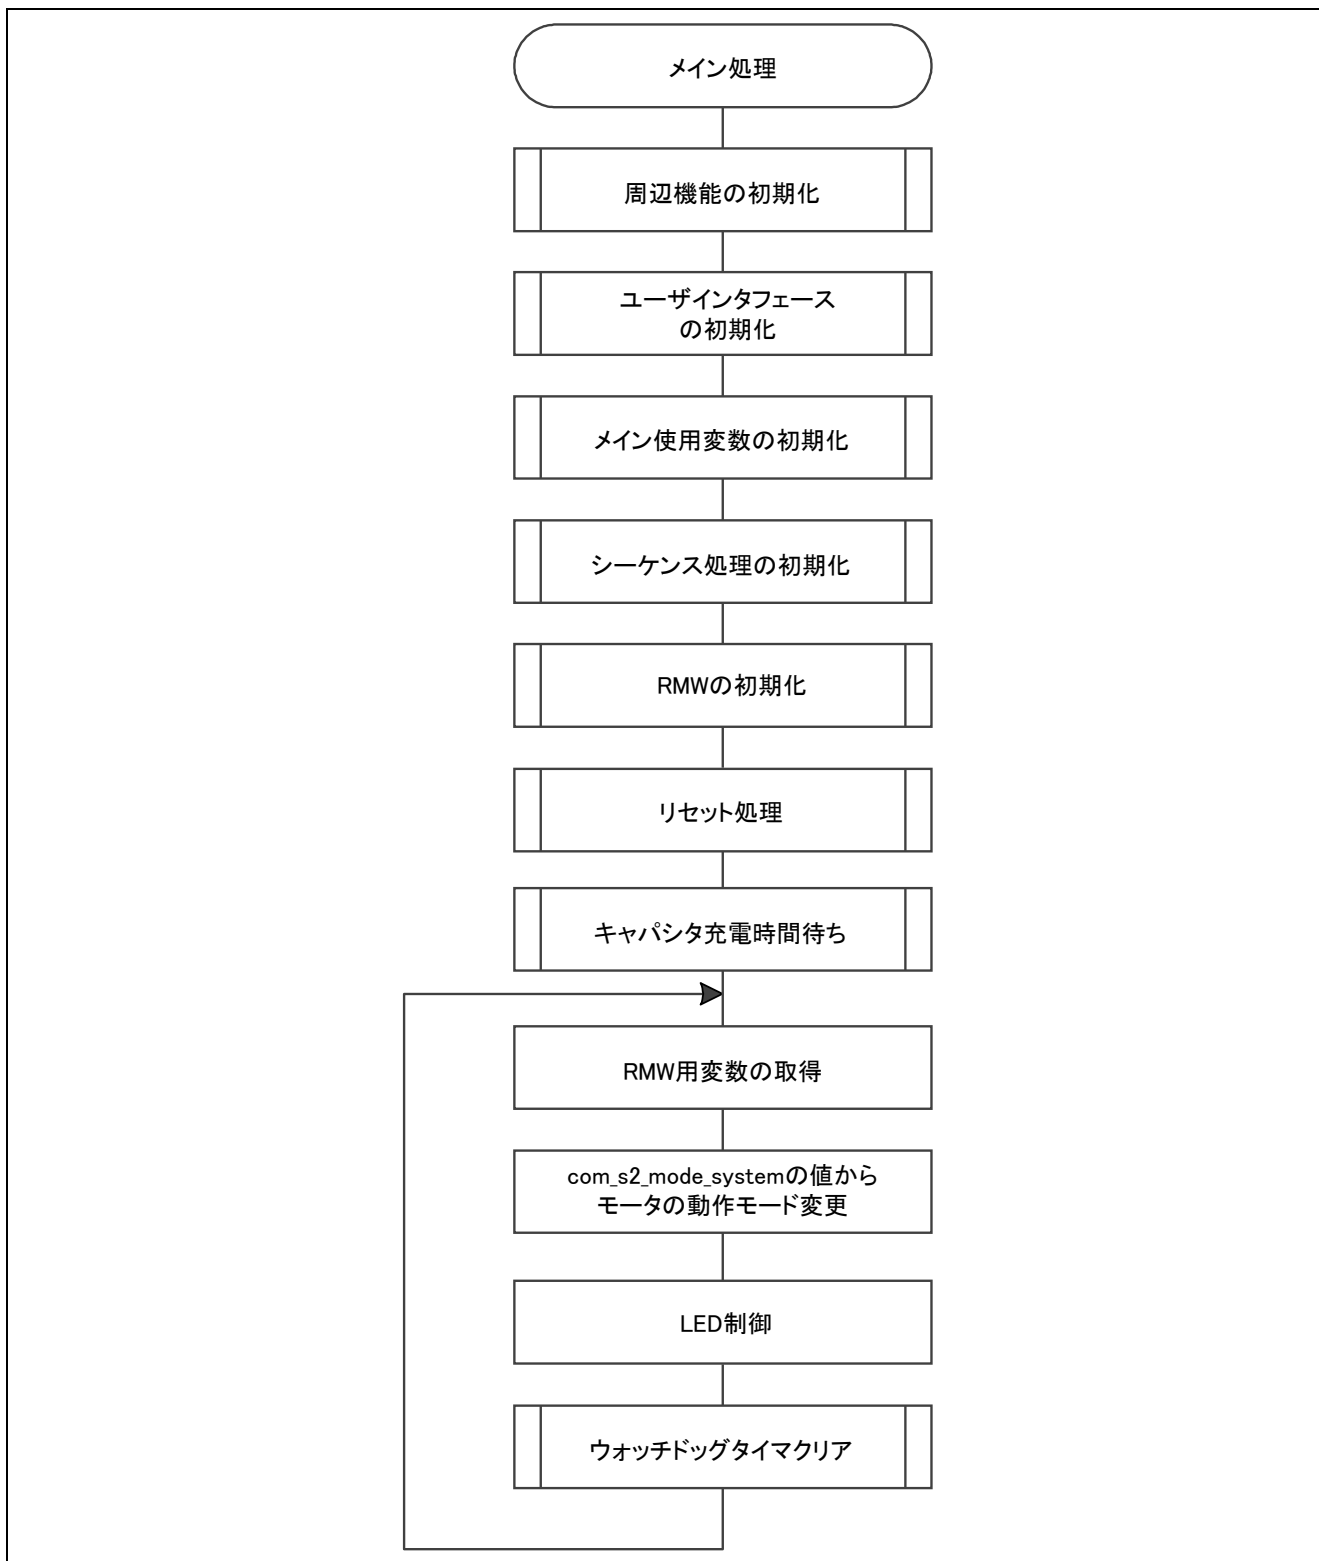 メイン処理
周辺機能の初期化
ユーザインタフェース
の初期化
メイン使用変数の初期化
シーケンス処理の初期化
RMWの初期化
リセット処理
キャパシタ充電時間待ち
RMW用変数の取得
com_s2_mode_systemの値から
モータの動作モード変更
LED制御
ウォッチドッグタイマクリア